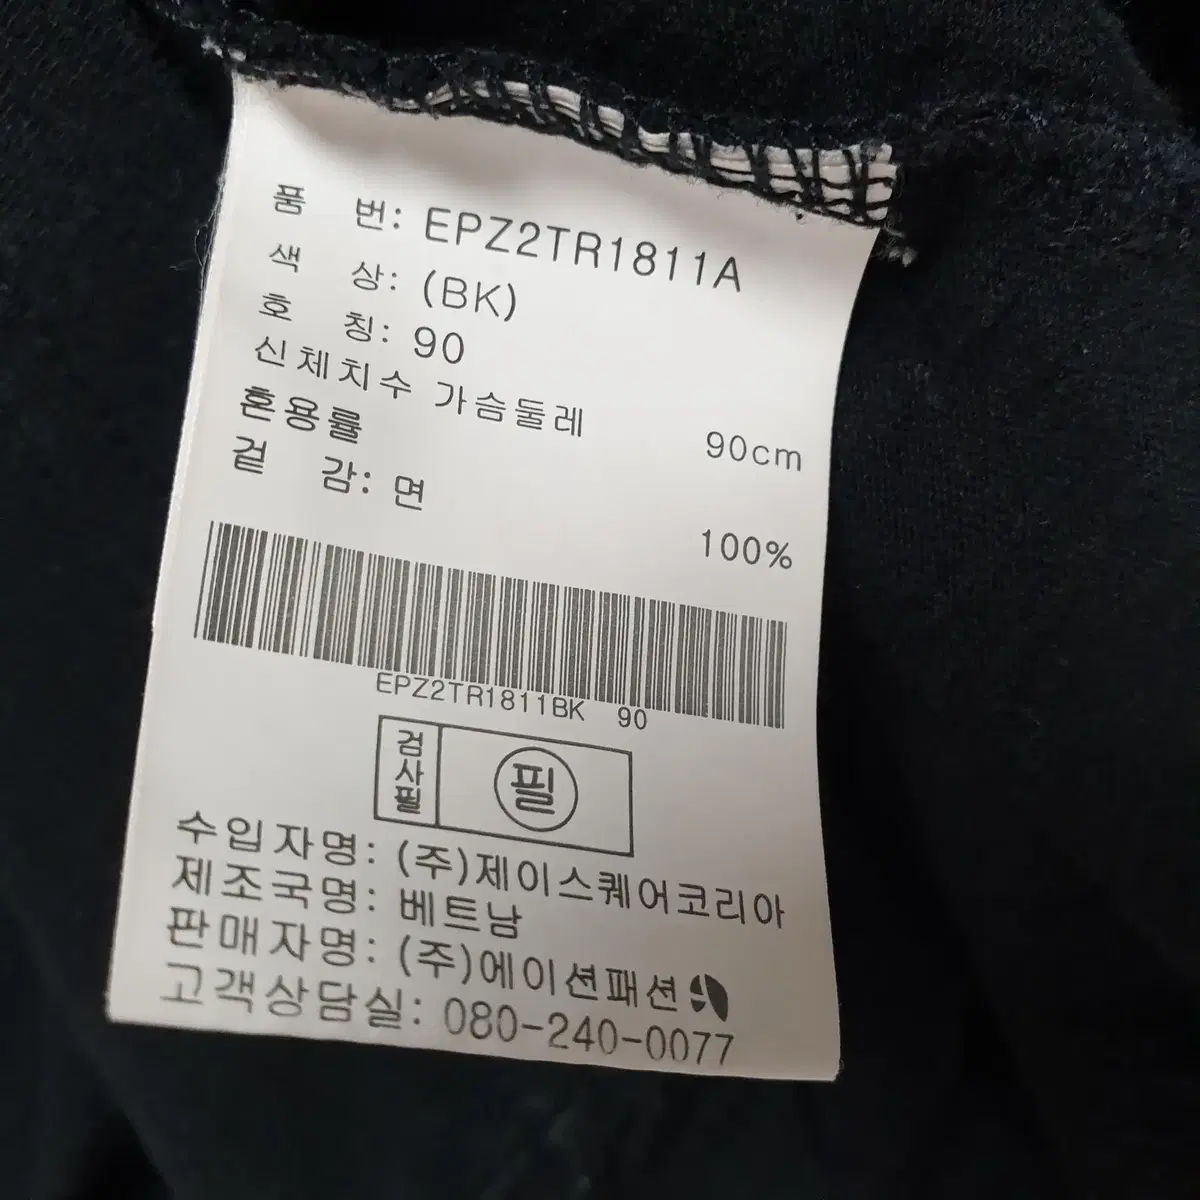 품 번: EPZ2TR1811A
색 상: (BK)
호 칭: 90
신체치수 가슴둘레 90cm
혼용률
겉 감: 면 100%
EPZ2TR1811BK 90
검사필 필
수입자명: (주)제이스퀘어코리아
제조국명: 베트남
판매자명: (주)에이션패션
고객상담실: 080-240-0077